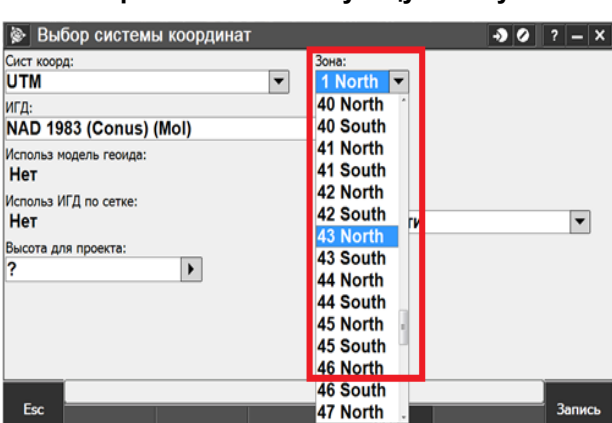 Выбор системы координат
? – x
Сист коорд:
UTM
Зона:
1 North
ИГД:
NAD 1983 (Conus) (Mol)
Использ модель геоида:
Нет
Использ ИГД по сетке:
Нет
Высота для проекта:
?
40 North
40 South
41 North
41 South
42 North
42 South
43 North
43 South
44 North
44 South
45 North
45 South
46 North
46 South
47 North
Esc
Запись